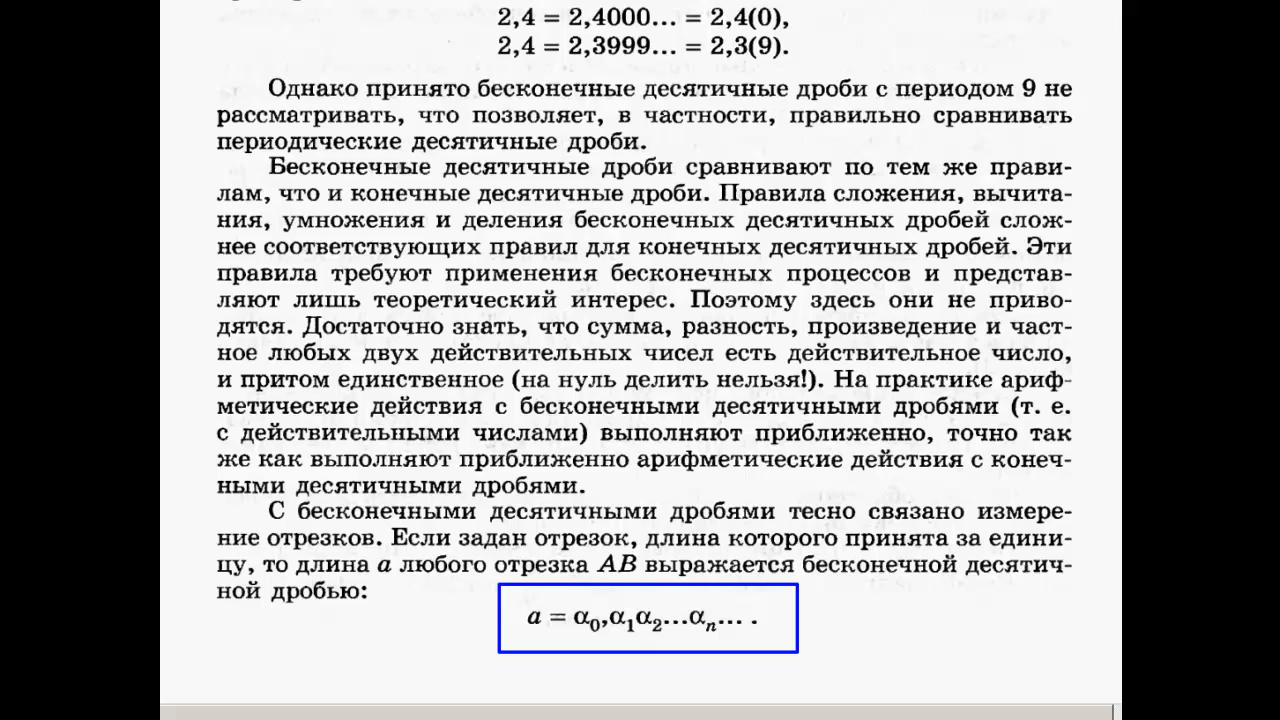 2,4 = 2,4000... = 2,4(0),
2,4 = 2,3999... = 2,3(9).
Однако принято бесконечные десятичные дроби с периодом 9 не
рассматривать, что позволяет, в частности, правильно сравнивать
периодические десятичные дроби.
Бесконечные десятичные дроби сравнивают по тем же прави-
лам, что и конечные десятичные дроби. Правила сложения, вычита-
ния, умножения и деления бесконечных десятичных дробей слож-
нее соответствующих правил для конечных десятичных дробей. Эти
правила требуют применения бесконечных процессов и представ-
ляют лишь теоретический интерес. Поэтому здесь они не приво-
дятся. Достаточно знать, что сумма, разность, произведение и част-
ное любых двух действительных чисел есть действительное число,
и притом единственное (на нуль делить нельзя!). На практике ариф-
метические действия с бесконечными десятичными дробями (т. е.
с действительными числами) выполняют приближенно, точно так
же как выполняют приближенно арифметические действия с конеч-
ными десятичными дробями.
С бесконечными десятичными дробями тесно связано измере-
ние отрезков. Если задан отрезок, длина которого принята за едини-
цу, то длина a любого отрезка AB выражается бесконечной десятич-
ной дробью:
a = α₀,α₁α₂...αₙ... .